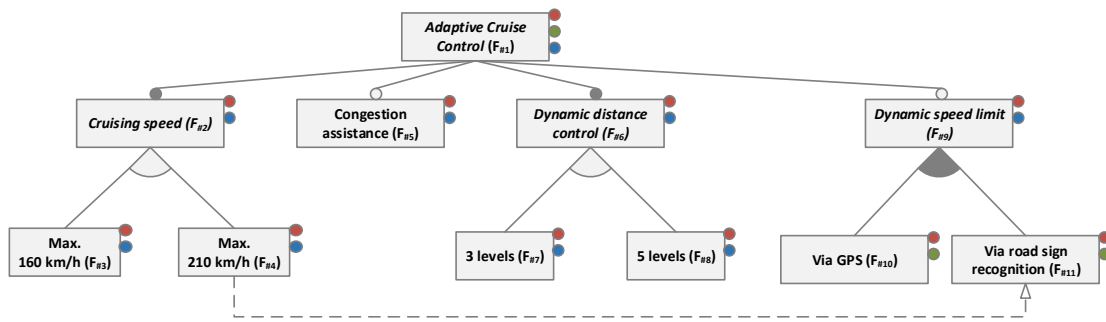 Adaptive Cruise
Control (F#1)
Cruising speed (F#2)
Congestion
assistance (F#5)
Dynamic distance
control (F#6)
Dynamic speed limit
(F#9)
Max.
160 km/h (F#3)
Max.
210 km/h (F#4)
3 levels (F#7)
5 levels (F#8)
Via GPS (F#10)
Via road sign
recognition (F#11)